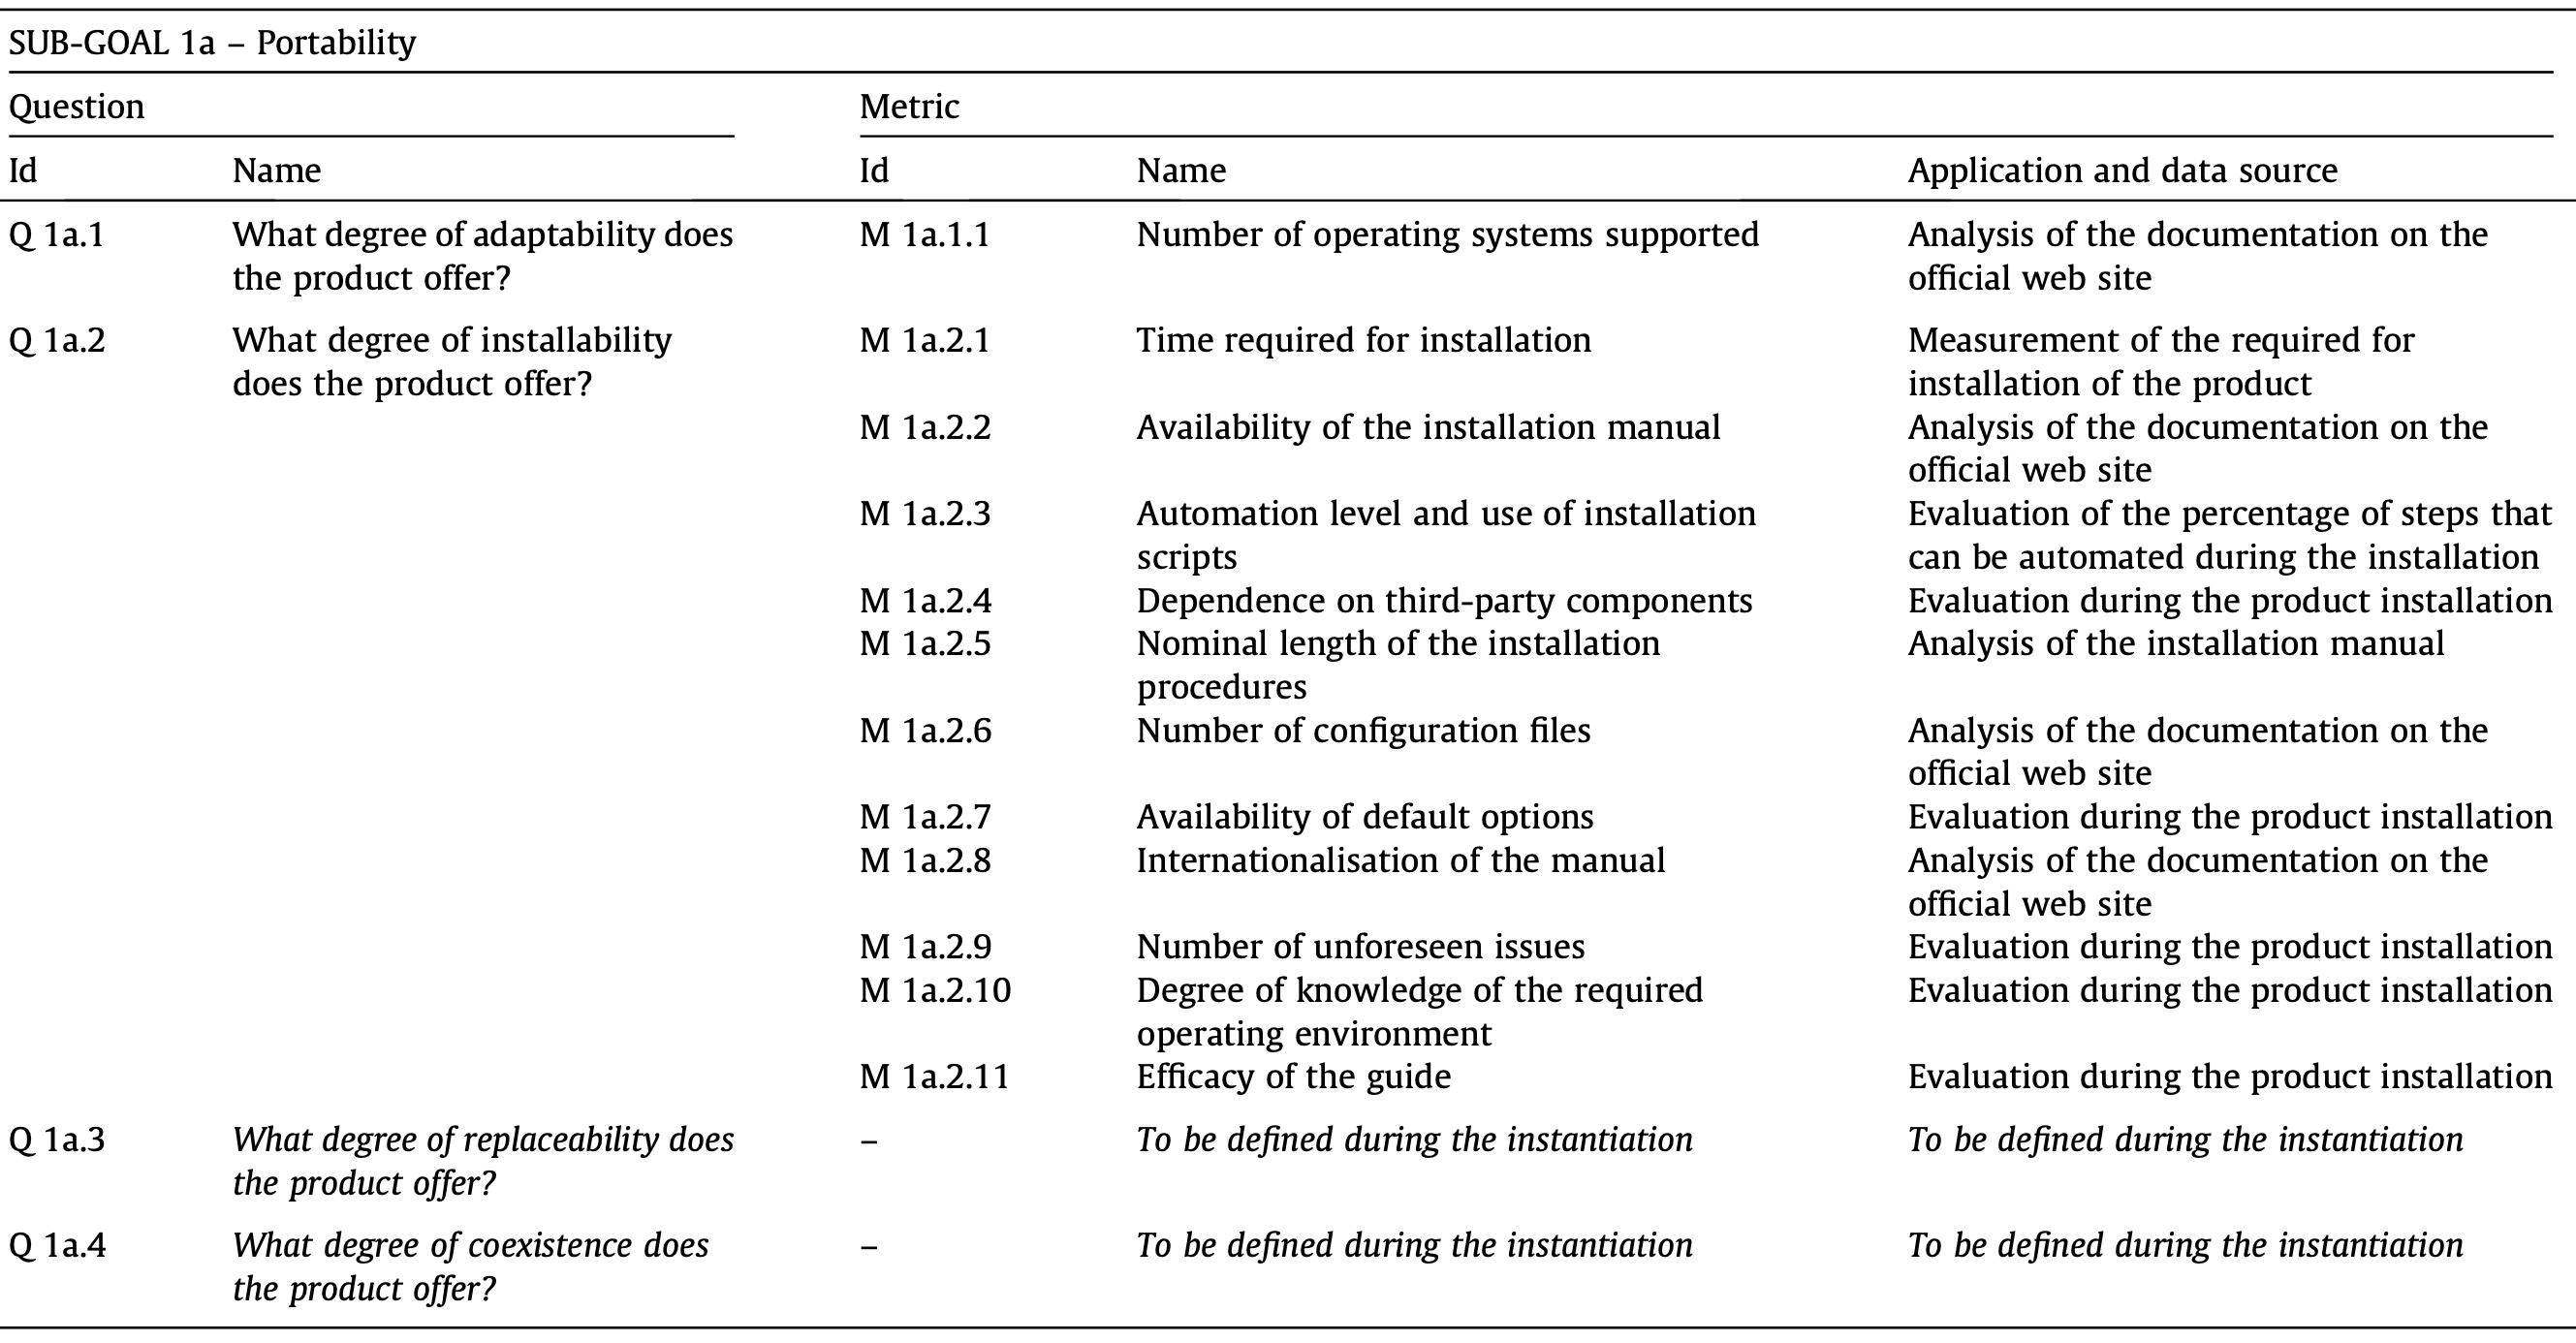 SUB-GOAL 1a – Portability
Question Metric
Id Name Id Name Application and data source
Q 1a.1 What degree of adaptability does M 1a.1.1 Number of operating systems supported Analysis of the documentation on the
the product offer? official web site
Q 1a.2 What degree of installability M 1a.2.1 Time required for installation Measurement of the required for
does the product offer? installation of the product
M 1a.2.2 Availability of the installation manual Analysis of the documentation on the
official web site
M 1a.2.3 Automation level and use of installation Evaluation of the percentage of steps that
scripts can be automated during the installation
M 1a.2.4 Dependence on third-party components Evaluation during the product installation
M 1a.2.5 Nominal length of the installation Analysis of the installation manual
procedures
M 1a.2.6 Number of configuration files Analysis of the documentation on the
official web site
M 1a.2.7 Availability of default options Evaluation during the product installation
M 1a.2.8 Internationalisation of the manual Analysis of the documentation on the
official web site
M 1a.2.9 Number of unforeseen issues Evaluation during the product installation
M 1a.2.10 Degree of knowledge of the required Evaluation during the product installation
operating environment
M 1a.2.11 Efficacy of the guide Evaluation during the product installation
Q 1a.3 What degree of replaceability does – To be defined during the instantiation To be defined during the instantiation
the product offer?
Q 1a.4 What degree of coexistence does – To be defined during the instantiation To be defined during the instantiation
the product offer?